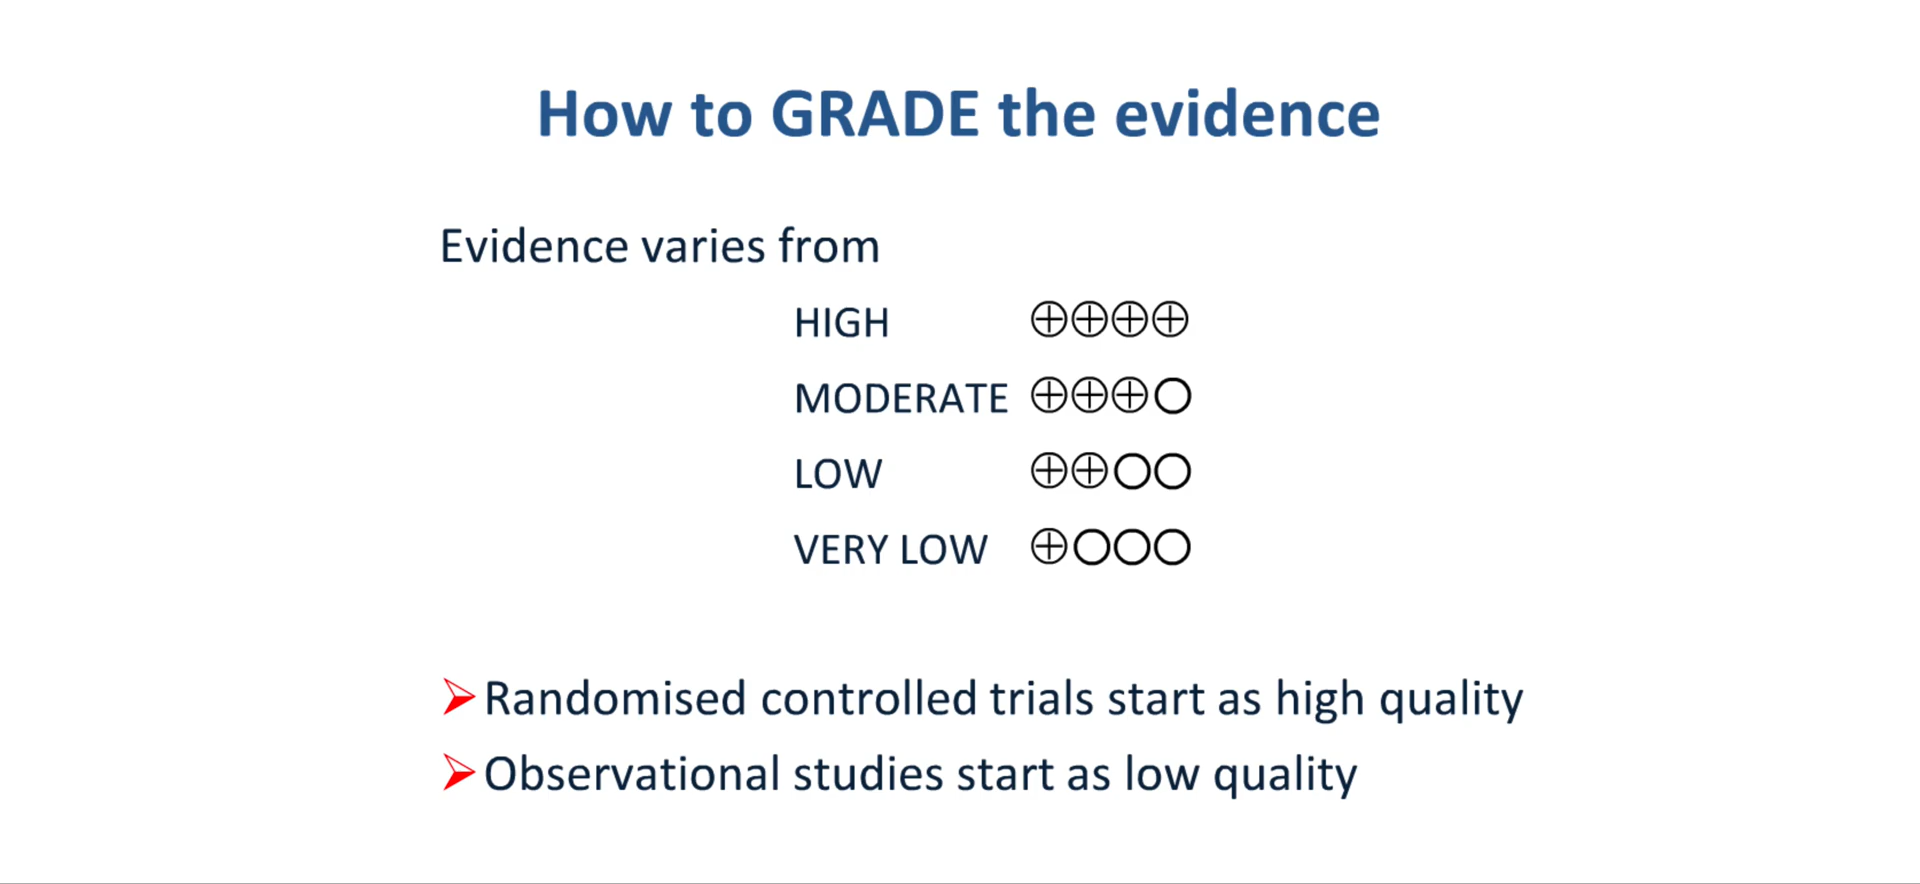 How to GRADE the evidence
Evidence varies from
HIGH ⊕⊕⊕⊕
MODERATE ⊕⊕⊕○
LOW ⊕⊕○○
VERY LOW ⊕○○○
➢Randomised controlled trials start as high quality
➢Observational studies start as low quality